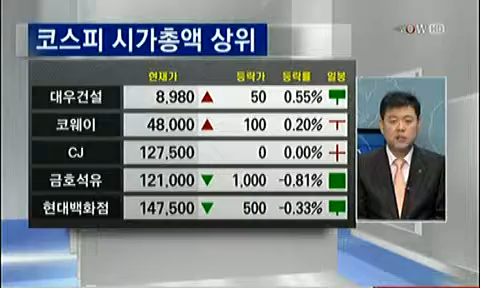 코스피 시가총액 상위
WOW HD
현재가 등락가 등락률 일봉
대우건설 8,980 ▲ 50 0.55%
코웨이 48,000 ▲ 100 0.20%
CJ 127,500 0 0.00%
금호석유 121,000 ▼ 1,000 -0.81%
현대백화점 147,500 ▼ 500 -0.33%